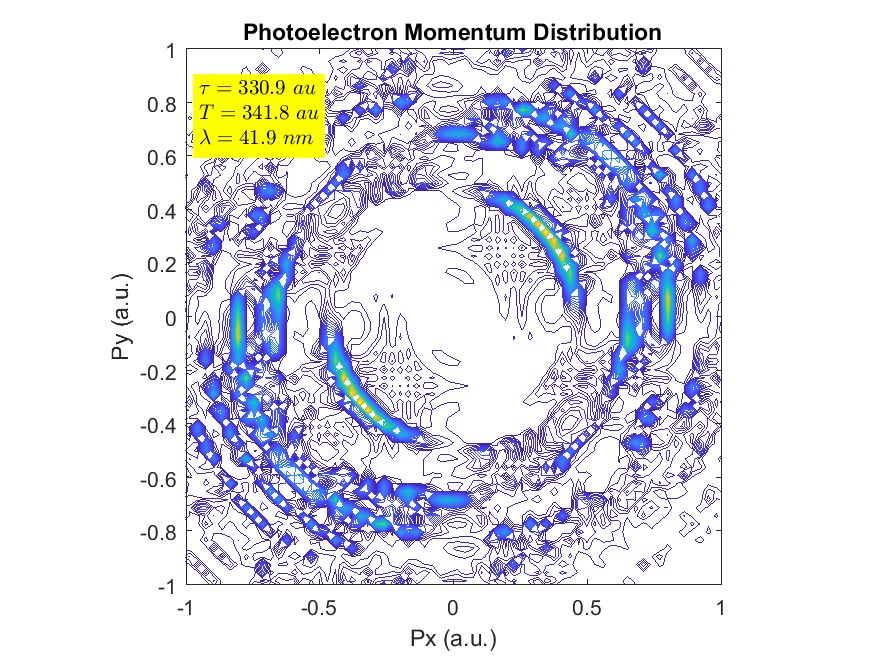 Photoelectron Momentum Distribution
τ = 330.9 au
T = 341.8 au
λ = 41.9 nm
1
0.8
0.6
0.4
0.2
0
-0.2
-0.4
-0.6
-0.8
-1
Py (a.u.)
-1 -0.5 0 0.5 1
Px (a.u.)